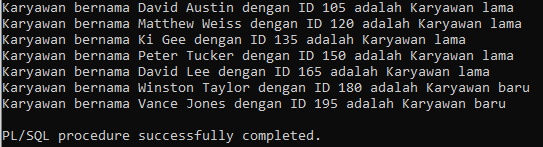 Karyawan bernama David Austin dengan ID 105 adalah Karyawan lama
Karyawan bernama Matthew Weiss dengan ID 120 adalah Karyawan lama
Karyawan bernama Ki Gee dengan ID 135 adalah Karyawan lama
Karyawan bernama Peter Tucker dengan ID 150 adalah Karyawan lama
Karyawan bernama David Lee dengan ID 165 adalah Karyawan lama
Karyawan bernama Winston Taylor dengan ID 180 adalah Karyawan baru
Karyawan bernama Vance Jones dengan ID 195 adalah Karyawan baru
PL/SQL procedure successfully completed.